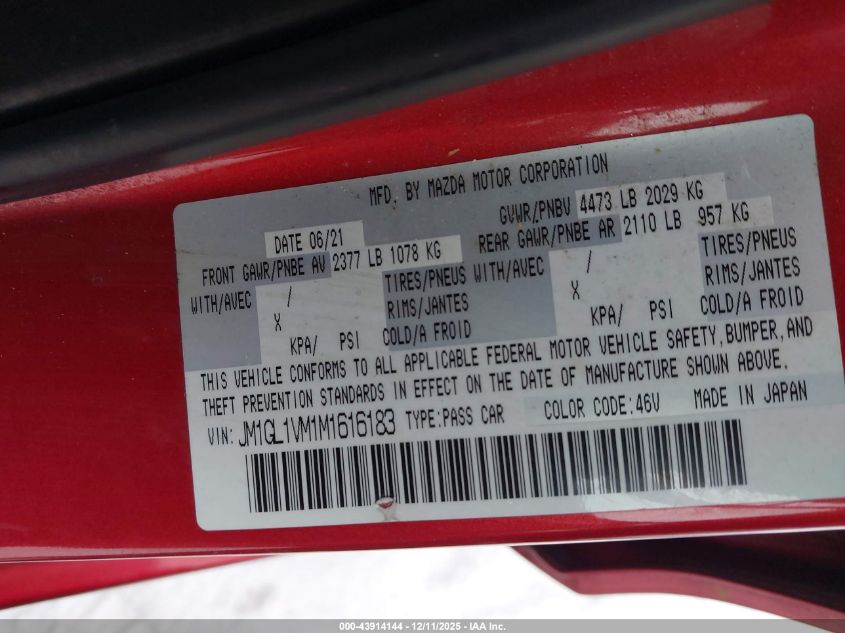 MFD. BY MAZDA MOTOR CORPORATION
DATE 06/21 GVWR/PNBV 4473 LB 2029 KG
FRONT GAWR/PNBE AV 2377 LB 1078 KG REAR GAWR/PNBE AR 2110 LB 957 KG
WITH/AVEC / TIRES/PNEUS WITH/AVEC / TIRES/PNEUS
X RIMS/JANTES X RIMS/JANTES
KPA/ PSI COLD/A FROID KPA/ PSI COLD/A FROID
THIS VEHICLE CONFORMS TO ALL APPLICABLE FEDERAL MOTOR VEHICLE SAFETY,BUMPER,AND
THEFT PREVENTION STANDARDS IN EFFECT ON THE DATE OF MANUFACTURE SHOWN ABOVE.
VIN: JM1GL1VM1M1616183 TYPE:PASS CAR COLOR CODE:46V MADE IN JAPAN
000-43914144 - 12/11/2025 - IAA Inc.